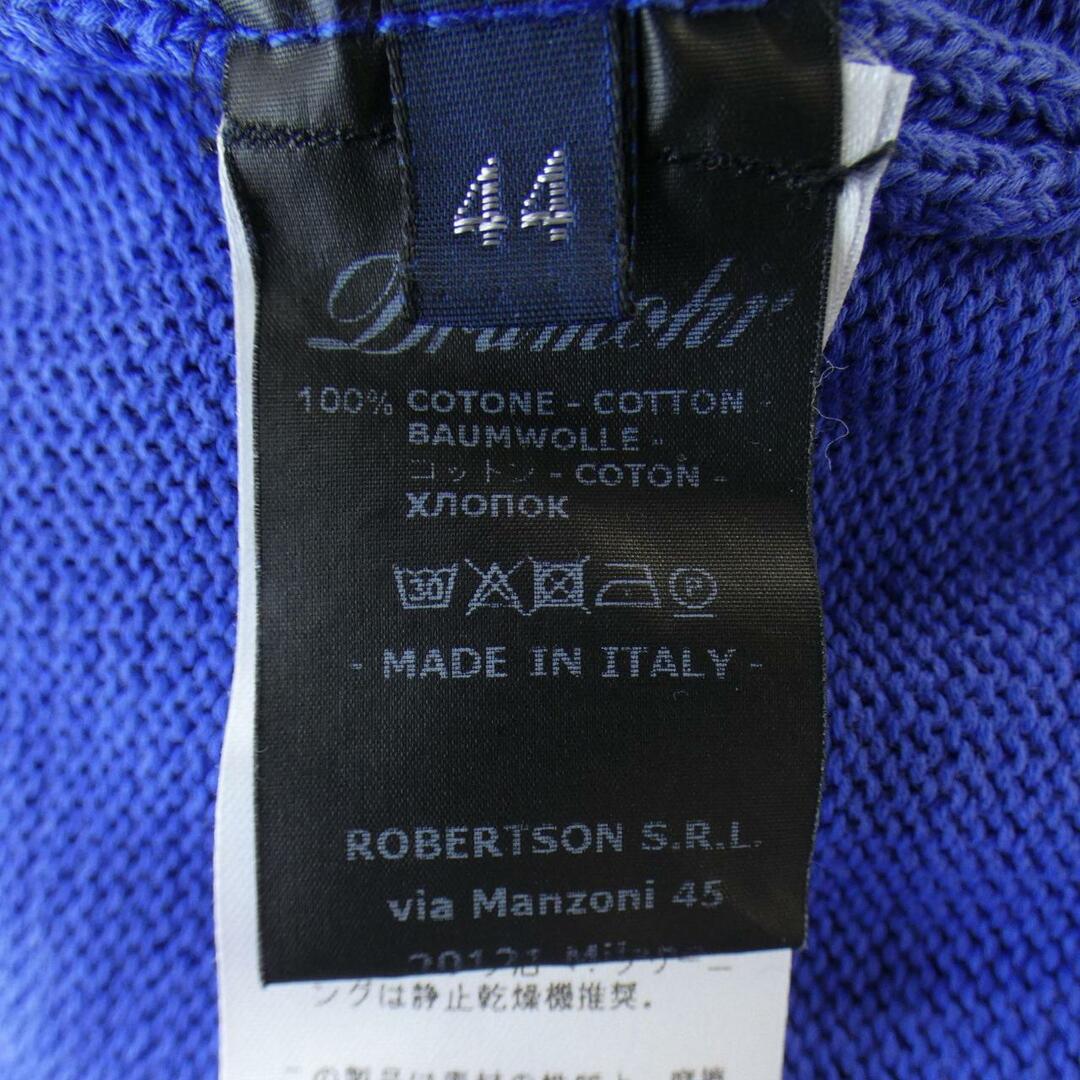 44
Drumohr
100% COTONE - COTTON -
BAUMWOLLE -
コットン - COTON -
ХЛОПОК
30
P
- MADE IN ITALY -
ROBERTSON S.R.L.
via Manzoni 45
ングは静止乾燥機推奨.